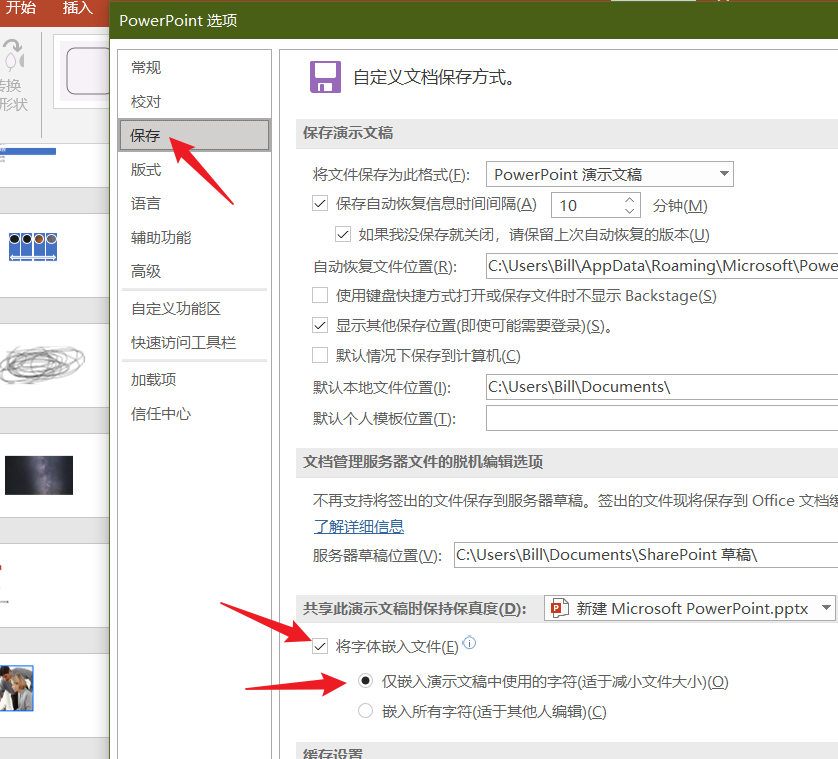 开始 插入
PowerPoint 选项
转换
形状
常规
校对
保存
版式
语言
辅助功能
高级
自定义功能区
快速访问工具栏
加载项
信任中心
自定义文档保存方式。
保存演示文稿
将文件保存为此格式(F): PowerPoint 演示文稿
保存自动恢复信息时间间隔(A) 10 分钟(M)
如果我没保存就关闭，请保留上次自动恢复的版本(U)
自动恢复文件位置(R): C:\Users\Bill\AppData\Roaming\Microsoft\Powe
使用键盘快捷方式打开或保存文件时不显示 Backstage(S)
显示其他保存位置(即使可能需要登录)(S)。
默认情况下保存到计算机(C)
默认本地文件位置(I): C:\Users\Bill\Documents\
默认个人模板位置(T):
文档管理服务器文件的脱机编辑选项
不再支持将签出的文件保存到服务器草稿。签出的文件现将保存到 Office 文档缓
了解详细信息
服务器草稿位置(V): C:\Users\Bill\Documents\SharePoint 草稿\
共享此演示文稿时保持保真度(D): 新建 Microsoft PowerPoint.pptx
将字体嵌入文件(E)
仅嵌入演示文稿中使用的字符(适于减小文件大小)(O)
嵌入所有字符(适于其他人编辑)(C)
缓存设置